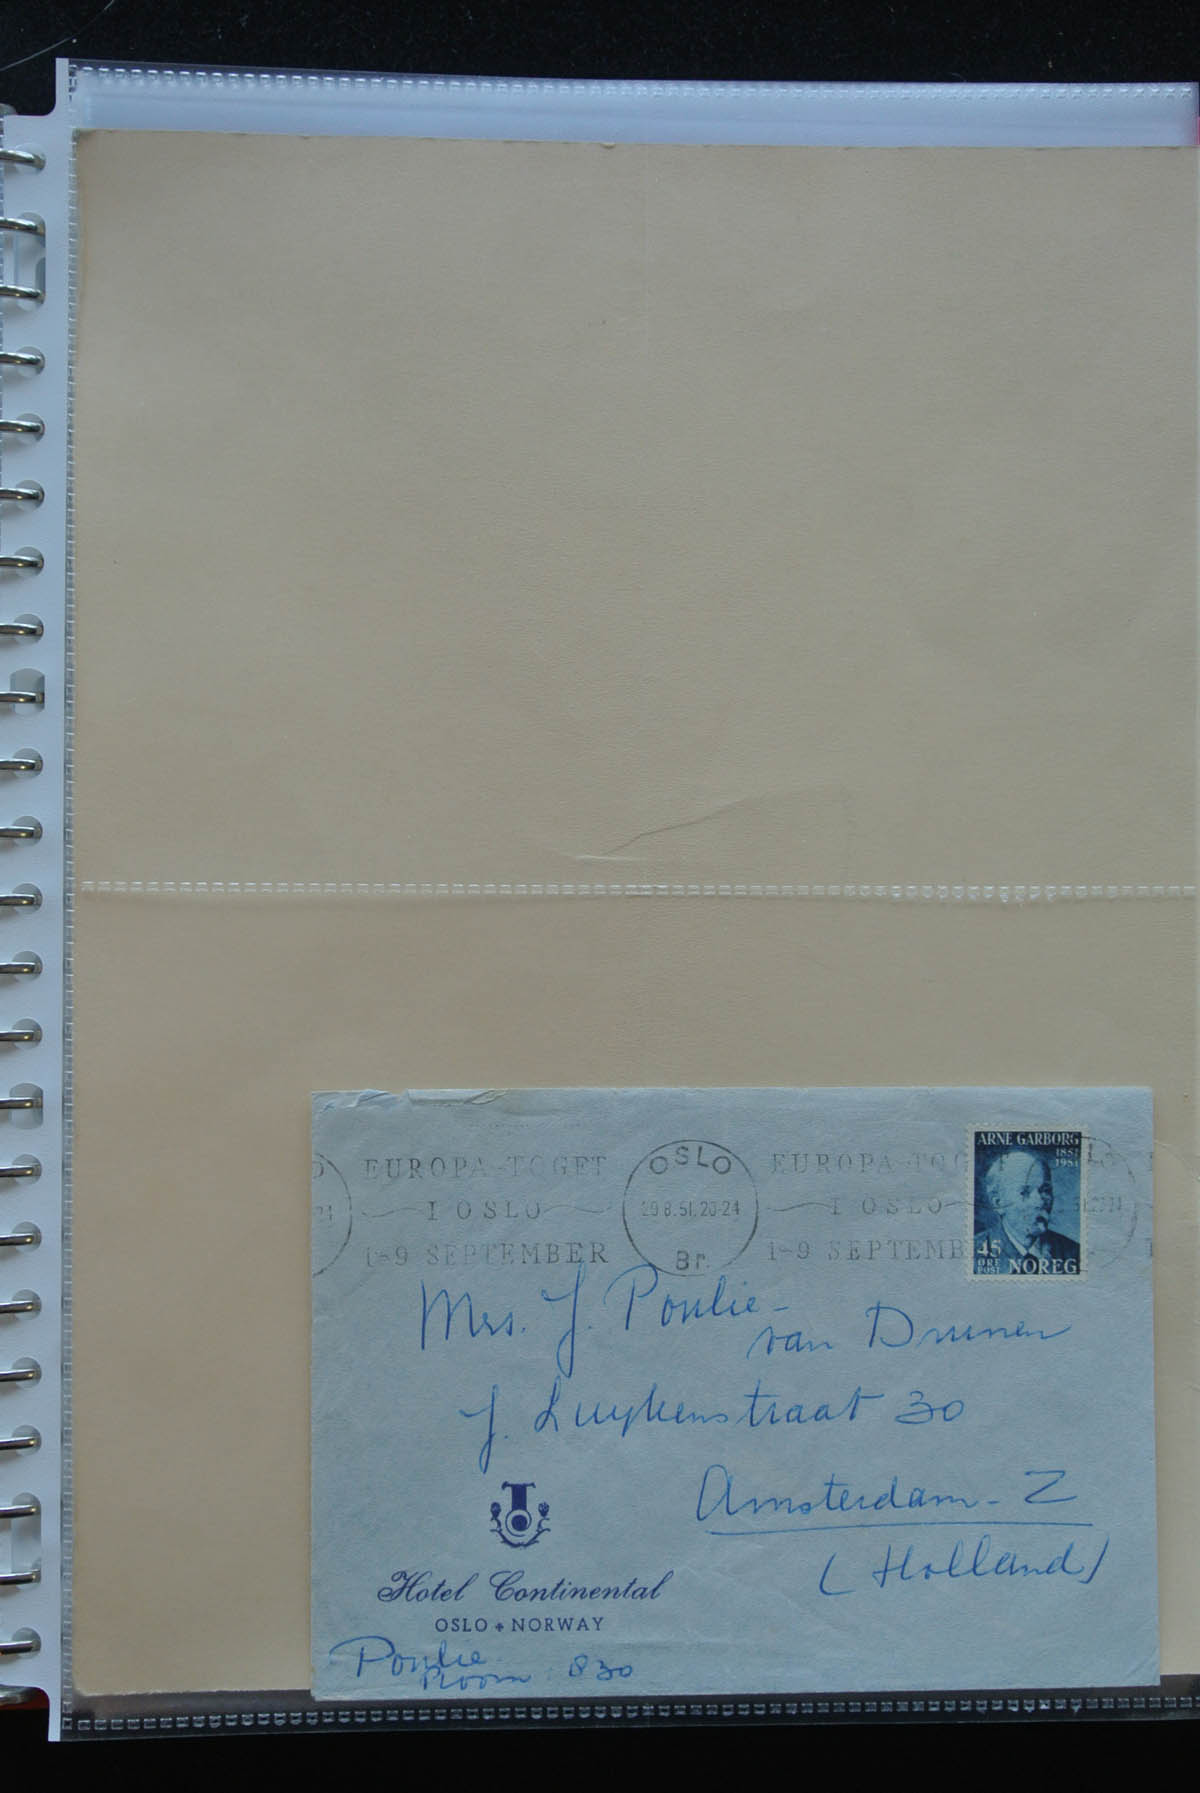 EUROPA-TOGET
I OSLO
1-9 SEPTEMBER
OSLO
29.8.51.20-24
Br.
EUROPA-TOG
I OSLO
1-9 SEPTEMB
ARNE GARBORG
1851
1951
45
ØRE
POST
NOREG
Mrs. J. Poulie-
van Drunen
J. Luykenstraat 30
Amsterdam-Z
(Holland)
Hotel Continental
OSLO + NORWAY
Poulie
Room 830